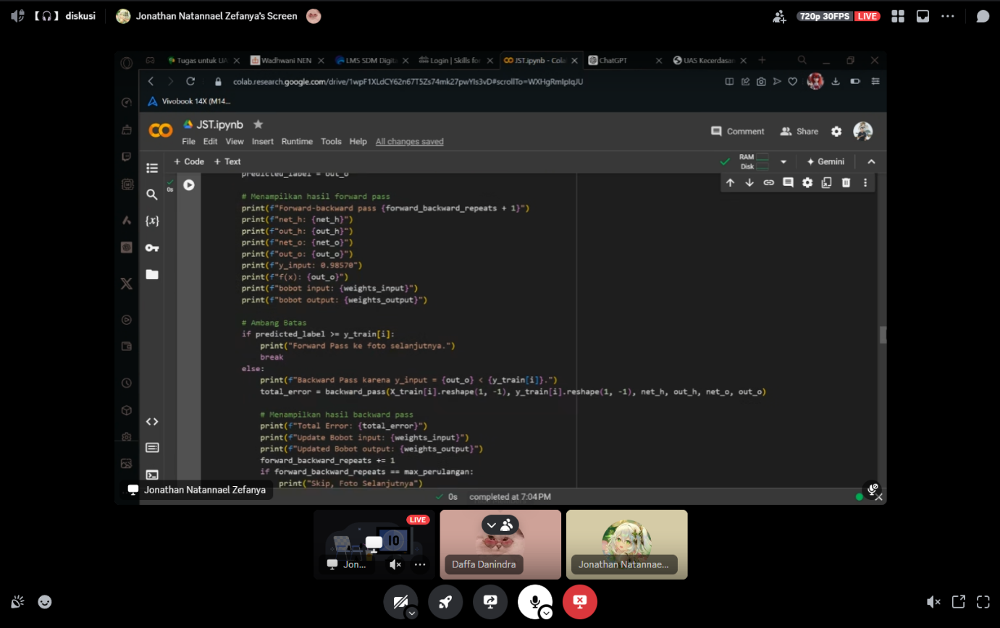 【🎧】 diskusi
Jonathan Natannael Zefanya's Screen
720p 30FPS LIVE
Tugas untuk UA
Wadhwani NEN
LMS SDM Digita
Login | Skills for
JST.ipynb - Cola
ChatGPT
UAS Kecerdasan
colab.research.google.com/drive/1wpF1XLdCY62n67T5Zs74mk27pwYIs3vD#scrollTo=WXHgRmIpIqJU
Vivobook 14X (M14...
JST.ipynb
File Edit View Insert Runtime Tools Help All changes saved
Comment Share
+ Code + Text
RAM
Disk
Gemini
0s
predicted_label = out_o
# Menampilkan hasil forward pass
print(f"Forward-backward pass {forward_backward_repeats + 1}")
print(f"net_h: {net_h}")
print(f"out_h: {out_h}")
print(f"net_o: {net_o}")
print(f"out_o: {out_o}")
print(f"y_input: 0.98570")
print(f"f(x): {out_o}")
print(f"bobot input: {weights_input}")
print(f"bobot output: {weights_output}")
# Ambang Batas
if predicted_label >= y_train[i]:
print("Forward Pass ke foto selanjutnya.")
break
else:
print(f"Backward Pass karena y_input = {out_o} < {y_train[i]}.")
total_error = backward_pass(X_train[i].reshape(1, -1), y_train[i].reshape(1, -1), net_h, out_h, net_o, out_o)
# Menampilkan hasil backward pass
print(f"Total Error: {total_error}")
print(f"Update Bobot input: {weights_input}")
print(f"Updated Bobot output: {weights_output}")
forward_backward_repeats += 1
if forward_backward_repeats == max_perulangan:
print("Skip, Foto Selanjutnya")
Jonathan Natannael Zefanya
0s completed at 7:04 PM
LIVE
Jon...
Daffa Danindra
Jonathan Natannae...